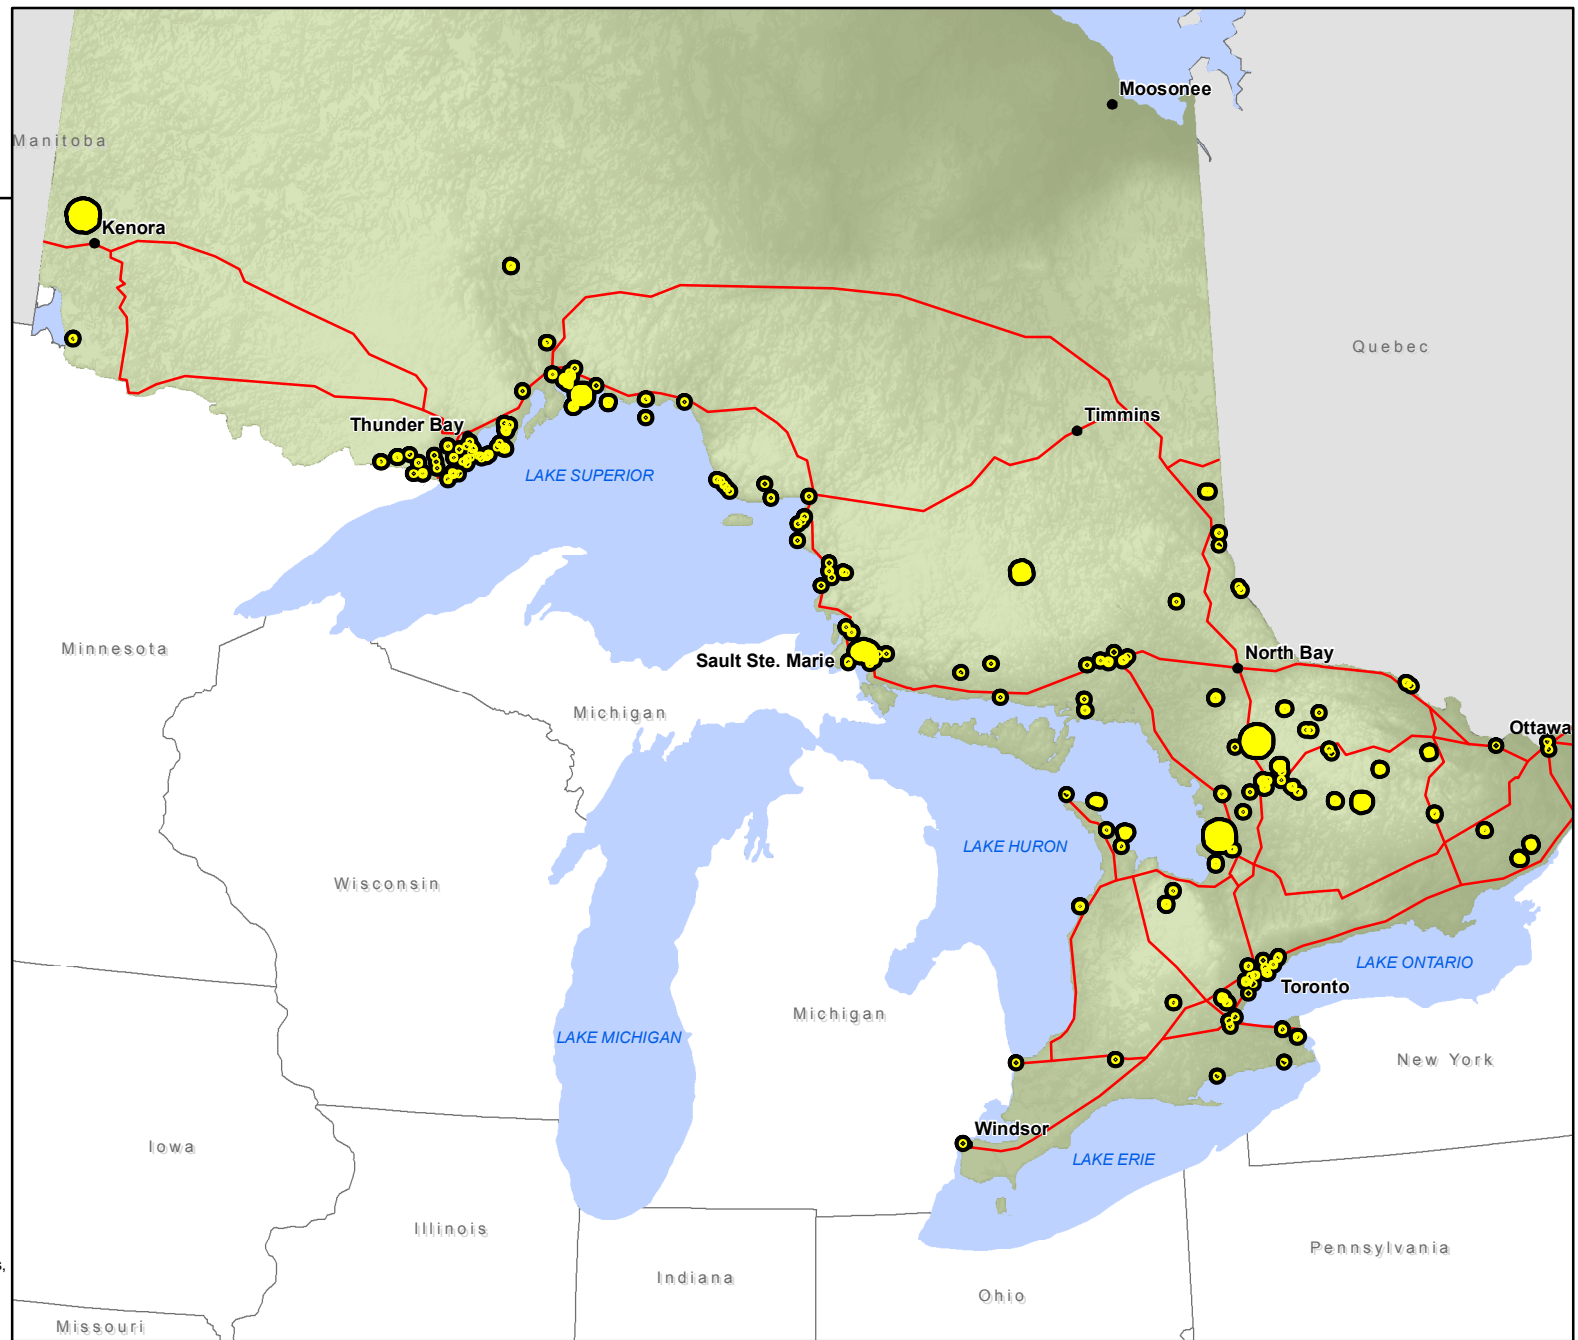 Moosonee
Manitoba
Kenora
Quebec
Timmins
Thunder Bay
LAKE SUPERIOR
Minnesota
Sault Ste. Marie
North Bay
Michigan
Ottawa
LAKE HURON
Wisconsin
LAKE ONTARIO
Toronto
Michigan
LAKE MICHIGAN
New York
Windsor
Iowa
LAKE ERIE
Illinois
Pennsylvania
Indiana
Ohio
Missouri